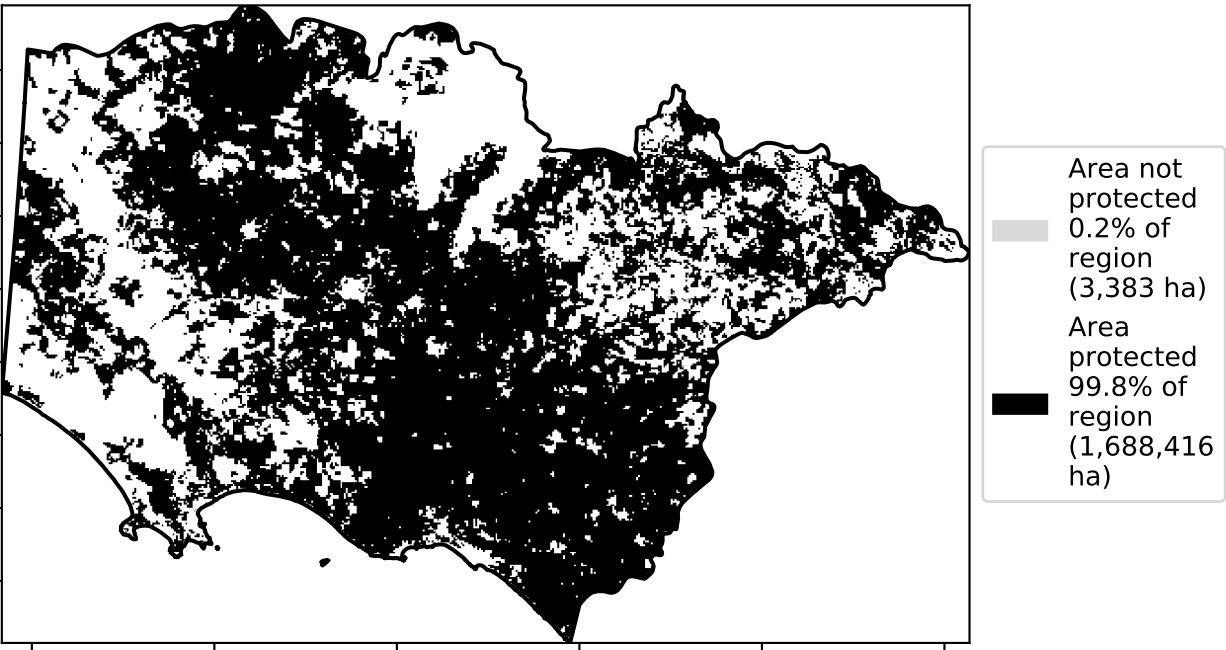 Area not
protected
0.2% of
region
(3,383 ha)
Area
protected
99.8% of
region
(1,688,416
ha)